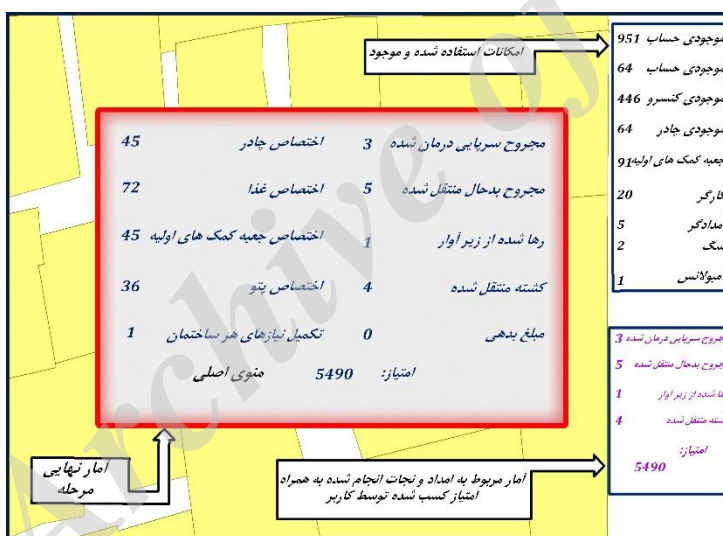 امکانات استفاده شده و موجود
موجودی حساب 951
موجودی حساب 64
موجودی کنسرو 446
موجودی چادر 64
جعبه کمک های اولیه 91
کارگر 20
امدادگر 5
سگ 2
آمبولانس 1
مجروح سرپایی درمان شده 3 اختصاص چادر 45
مجروح بدحال منتقل شده 5 اختصاص غذا 72
رها شده از زیر آوار 1 اختصاص جعبه کمک های اولیه 45
کشته منتقل شده 4 اختصاص پتو 36
مبلغ بدهی 0 تکمیل نیازهای هر ساختمان 1
امتیاز: 5490 منوی اصلی
مجروح سرپایی درمان شده 3
مجروح بدحال منتقل شده 5
رها شده از زیر آوار 1
کشته منتقل شده 4
امتیاز:
5490
آمار نهایی
مرحله
آمار مربوط به امداد و نجات انجام شده به همراه
امتیاز کسب شده توسط کاربر
Archive of